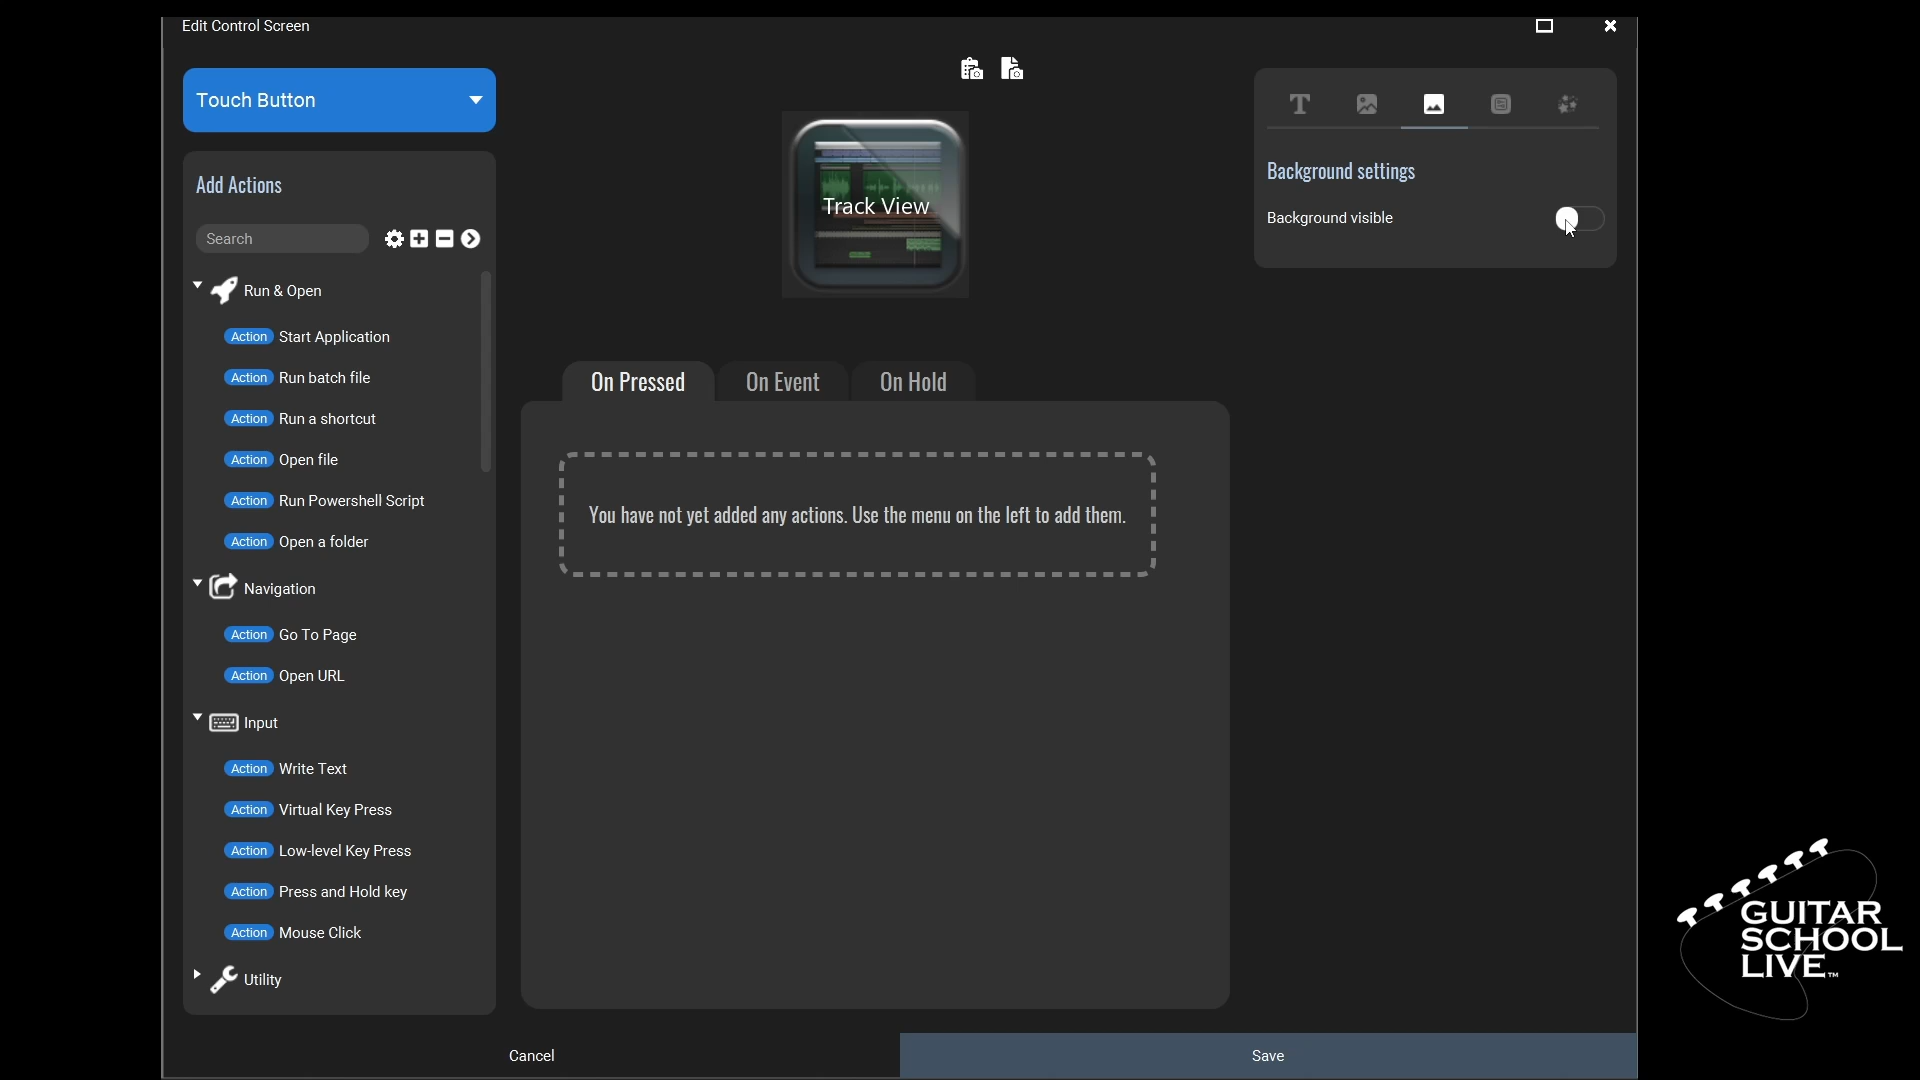 Edit Control Screen
Touch Button
Add Actions
Search
Run & Open
Action Start Application
Action Run batch file
Action Run a shortcut
Action Open file
Action Run Powershell Script
Action Open a folder
Navigation
Action Go To Page
Action Open URL
Input
Action Write Text
Action Virtual Key Press
Action Low-level Key Press
Action Press and Hold key
Action Mouse Click
Utility
Track View
On Pressed On Event On Hold
You have not yet added any actions. Use the menu on the left to add them.
T
Background settings
Background visible
Cancel
Save
GUITAR
SCHOOL
LIVE™